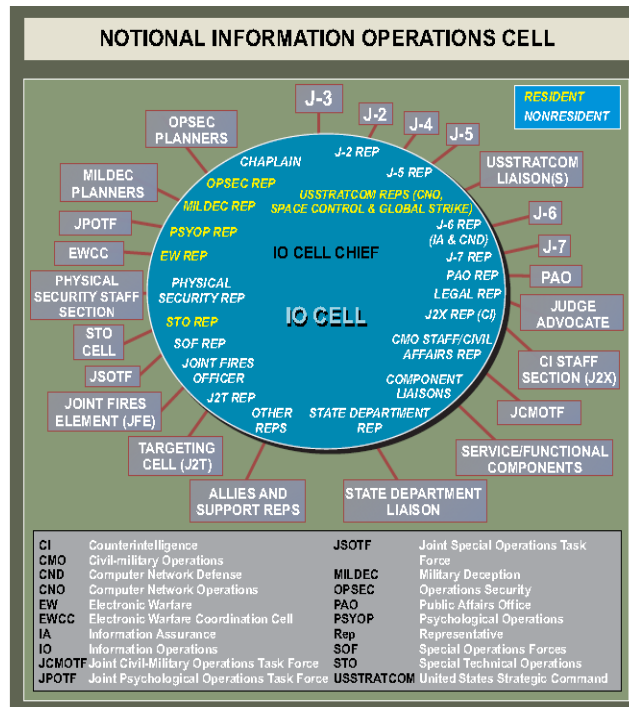 NOTIONAL INFORMATION OPERATIONS CELL
RESIDENT
NONRESIDENT
J-3
J-2
J-4
J-5
OPSEC
PLANNERS
MILDEC
PLANNERS
JPOTF
EWCC
PHYSICAL
SECURITY STAFF
SECTION
STO
CELL
JSOTF
JOINT FIRES
ELEMENT (JFE)
TARGETING
CELL (J2T)
ALLIES AND
SUPPORT REPS
STATE DEPARTMENT
LIAISON
SERVICE/FUNCTIONAL
COMPONENTS
JCMOTF
CI STAFF
SECTION (J2X)
JUDGE
ADVOCATE
PAO
J-7
J-6
USSTRATCOM
LIAISON(S)
CHAPLAIN
J-2 REP
J-5 REP
OPSEC REP
MILDEC REP
PSYOP REP
EW REP
PHYSICAL
SECURITY REP
STO REP
SOF REP
JOINT FIRES
OFFICER
J2T REP
OTHER
REPS
STATE DEPARTMENT
REP
COMPONENT
LIAISONS
CMO STAFF/CIVIL
AFFAIRS REP
J2X REP (CI)
LEGAL REP
PAO REP
J-7 REP
J-6 REP
(IA & CND)
USSTRATCOM REPS (CNO,
SPACE CONTROL & GLOBAL STRIKE)
IO CELL CHIEF
IO CELL
CI Counterintelligence
CMO Civil-military Operations
CND Computer Network Defense
CNO Computer Network Operations
EW Electronic Warfare
EWCC Electronic Warfare Coordination Cell
IA Information Assurance
IO Information Operations
JCMOTF Joint Civil-Military Operations Task Force
JPOTF Joint Psychological Operations Task Force
JSOTF Joint Special Operations Task
Force
MILDEC Military Deception
OPSEC Operations Security
PAO Public Affairs Office
PSYOP Psychological Operations
Rep Representative
SOF Special Operations Forces
STO Special Technical Operations
USSTRATCOM United States Strategic Command